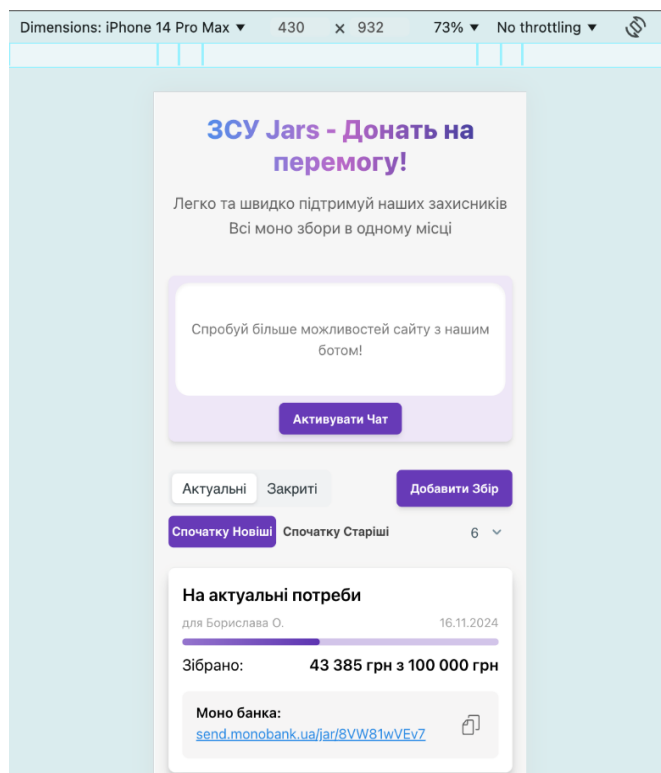 Dimensions: iPhone 14 Pro Max ▼ 430 x 932 73% ▼ No throttling ▼
ЗСУ Jars - Донать на
перемогу!
Легко та швидко підтримуй наших захисників
Всі моно збори в одному місці
Спробуй більше можливостей сайту з нашим
ботом!
Активувати Чат
Актуальні Закриті Добавити Збір
Спочатку Новіші Спочатку Старіші 6
На актуальні потреби
для Борислава О. 16.11.2024
Зібрано: 43 385 грн з 100 000 грн
Моно банка:
send.monobank.ua/jar/8VW81wVEv7